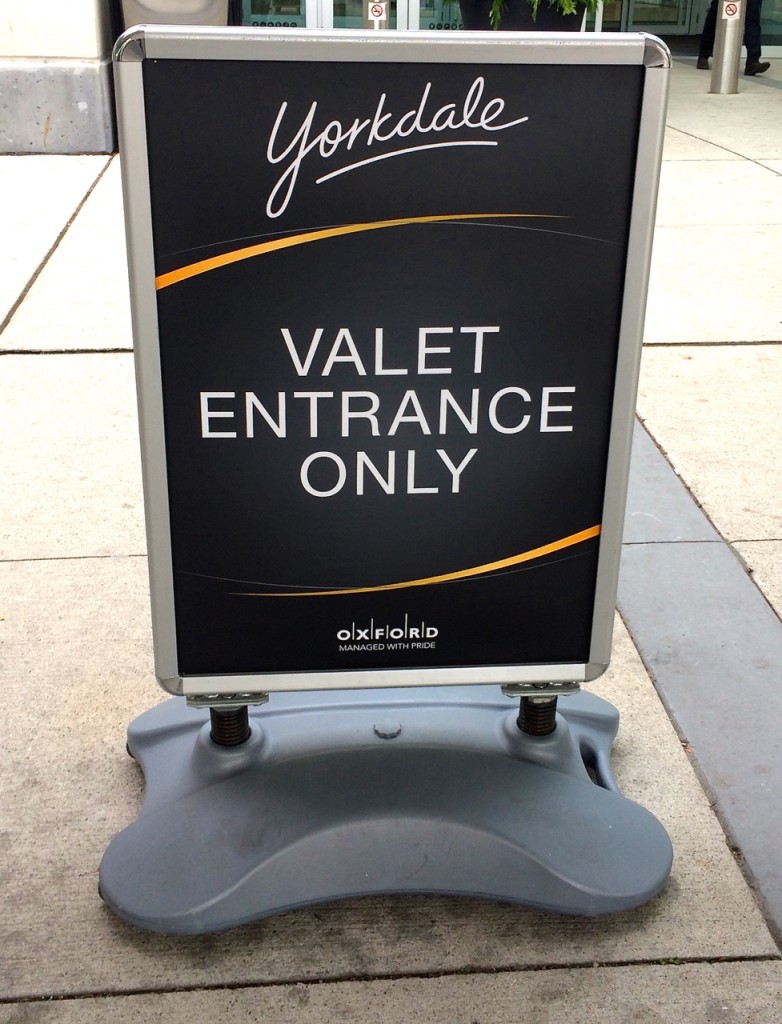 Yorkdale
VALET
ENTRANCE
ONLY
OXFORD
MANAGED WITH PRIDE